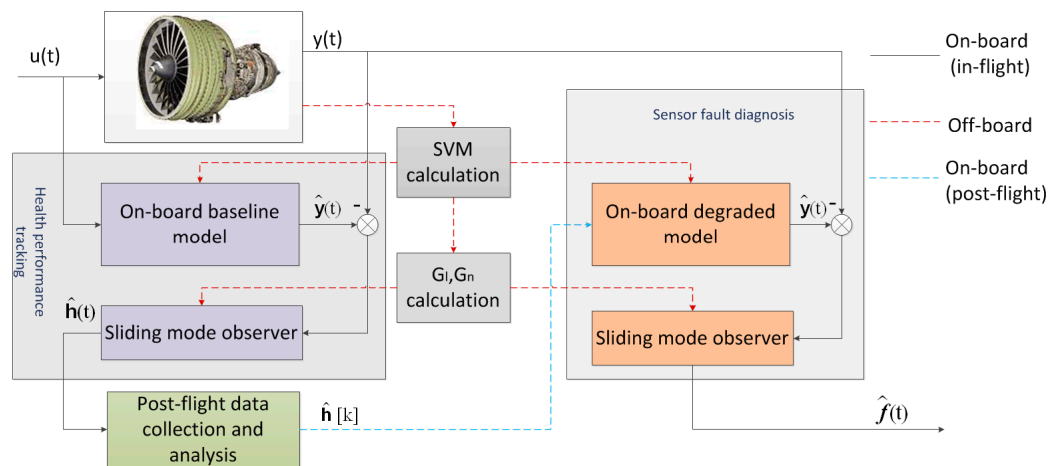 u(t)
y(t)
On-board
(in-flight)
Off-board
On-board
(post-flight)
Sensor fault diagnosis
SVM
calculation
Health performance
tracking
On-board baseline
model
ŷ(t)
-
On-board degraded
model
ŷ(t)
-
Gl,Gn
calculation
ĥ(t)
Sliding mode observer
Sliding mode observer
Post-flight data
collection and
analysis
ĥ [k]
f̂(t)